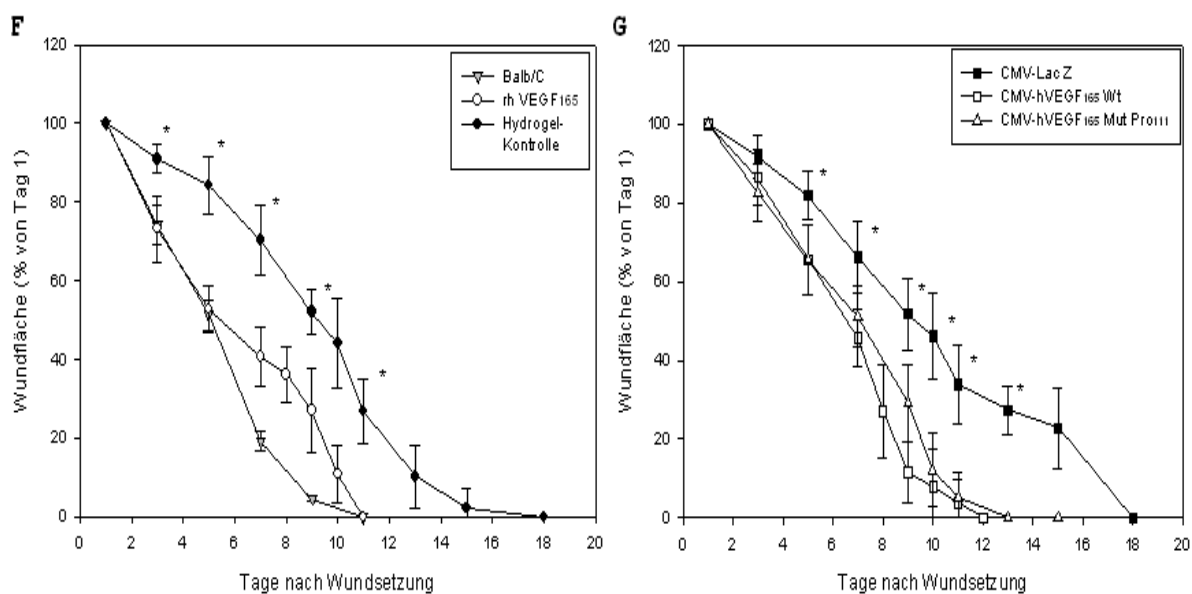 F
120
100
80
60
40
20
0
Wundfläche (% von Tag 1)
Balb/C
rh VEGF165
Hydrogel-
Kontrolle
* * * * *
0 2 4 6 8 10 12 14 16 18 20
Tage nach Wundsetzung
G
120
100
80
60
40
20
0
Wundfläche (% von Tag 1)
CMV-LacZ
CMV-hVEGF165 Wt
CMV-hVEGF165 Mut Pro111
* * * * * *
0 2 4 6 8 10 12 14 16 18 20
Tage nach Wundsetzung